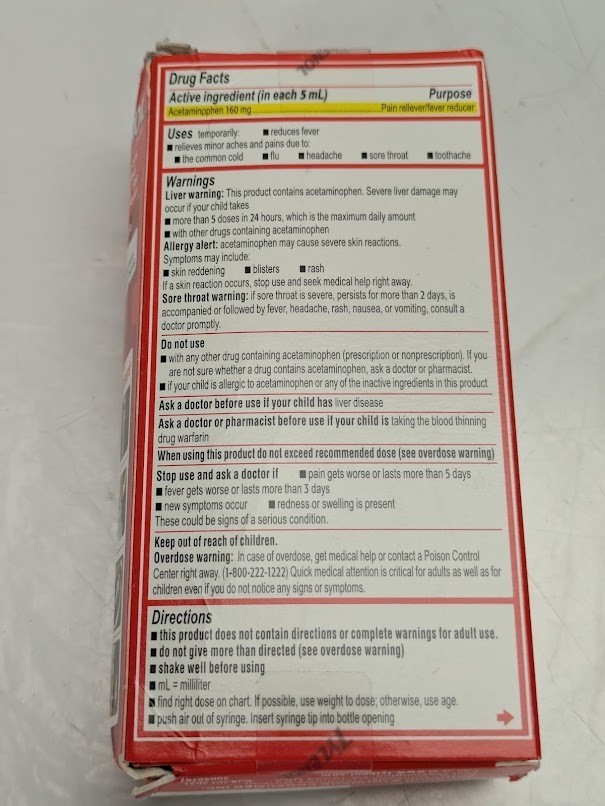 Drug Facts
Active ingredient (in each 5 mL) Purpose
Acetaminophen 160 mg Pain reliever/fever reducer
Uses temporarily: ■ reduces fever
■ relieves minor aches and pains due to:
■ the common cold ■ flu ■ headache ■ sore throat ■ toothache
Warnings
Liver warning: This product contains acetaminophen. Severe liver damage may
occur if your child takes
■ more than 5 doses in 24 hours, which is the maximum daily amount
■ with other drugs containing acetaminophen
Allergy alert: acetaminophen may cause severe skin reactions.
Symptoms may include:
■ skin reddening ■ blisters ■ rash
If a skin reaction occurs, stop use and seek medical help right away.
Sore throat warning: if sore throat is severe, persists for more than 2 days, is
accompanied or followed by fever, headache, rash, nausea, or vomiting, consult a
doctor promptly.
Do not use
■ with any other drug containing acetaminophen (prescription or nonprescription). If you
are not sure whether a drug contains acetaminophen, ask a doctor or pharmacist.
■ if your child is allergic to acetaminophen or any of the inactive ingredients in this product
Ask a doctor before use if your child has liver disease
Ask a doctor or pharmacist before use if your child is taking the blood thinning
drug warfarin
When using this product do not exceed recommended dose (see overdose warning)
Stop use and ask a doctor if ■ pain gets worse or lasts more than 5 days
■ fever gets worse or lasts more than 3 days
■ new symptoms occur ■ redness or swelling is present
These could be signs of a serious condition.
Keep out of reach of children.
Overdose warning: In case of overdose, get medical help or contact a Poison Control
Center right away. (1-800-222-1222) Quick medical attention is critical for adults as well as for
children even if you do not notice any signs or symptoms.
Directions
■ this product does not contain directions or complete warnings for adult use.
■ do not give more than directed (see overdose warning)
■ shake well before using
■ mL = milliliter
■ find right dose on chart. If possible, use weight to dose; otherwise, use age.
■ push air out of syringe. Insert syringe tip into bottle opening